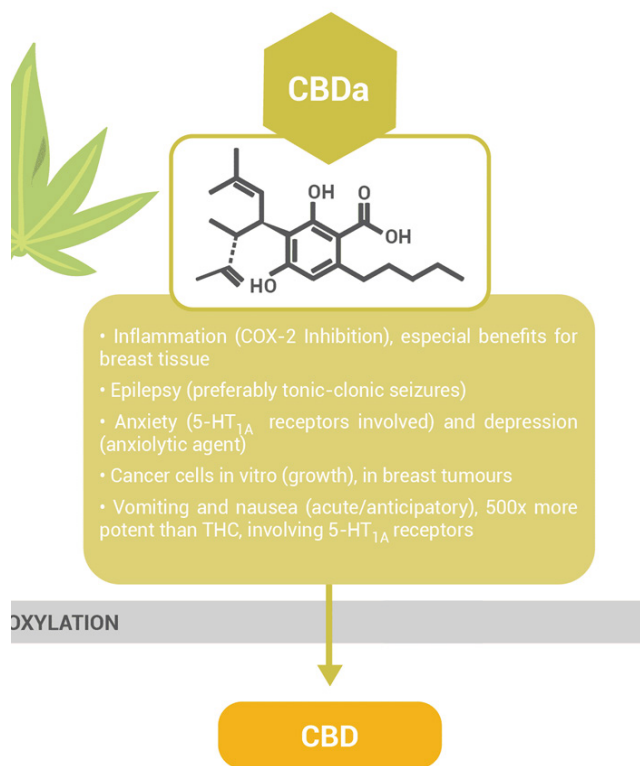 CBDa
OH
O
OH
HO
• Inflammation (COX-2 Inhibition), especial benefits for
breast tissue
• Epilepsy (preferably tonic-clonic seizures)
• Anxiety (5-HT1A receptors involved) and depression
(anxiolytic agent)
• Cancer cells in vitro (growth), in breast tumours
• Vomiting and nausea (acute/anticipatory), 500x more
potent than THC, involving 5-HT1A receptors
OXYLATION
CBD